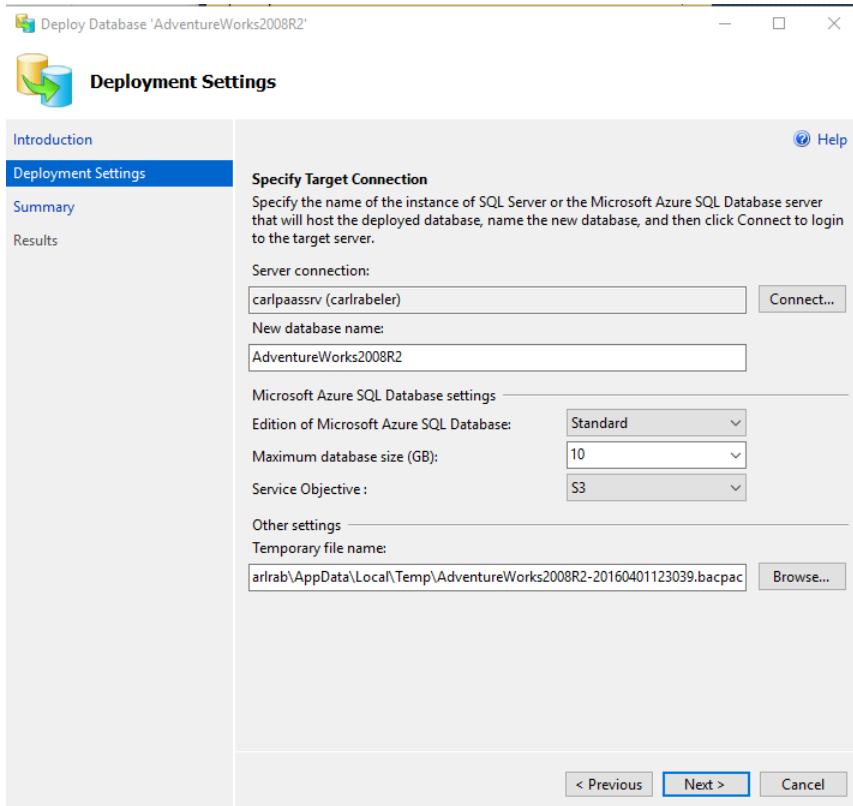 Deploy Database 'AdventureWorks2008R2'
Deployment Settings
Introduction
Help
Deployment Settings
Summary
Results
Specify Target Connection
Specify the name of the instance of SQL Server or the Microsoft Azure SQL Database server
that will host the deployed database, name the new database, and then click Connect to login
to the target server.
Server connection:
carlpaassrv (carlrabeler)
Connect...
New database name:
AdventureWorks2008R2
Microsoft Azure SQL Database settings
Edition of Microsoft Azure SQL Database:
Standard
Maximum database size (GB):
10
Service Objective :
S3
Other settings
Temporary file name:
arlrab\AppData\Local\Temp\AdventureWorks2008R2-20160401123039.bacpac
Browse...
< Previous
Next >
Cancel